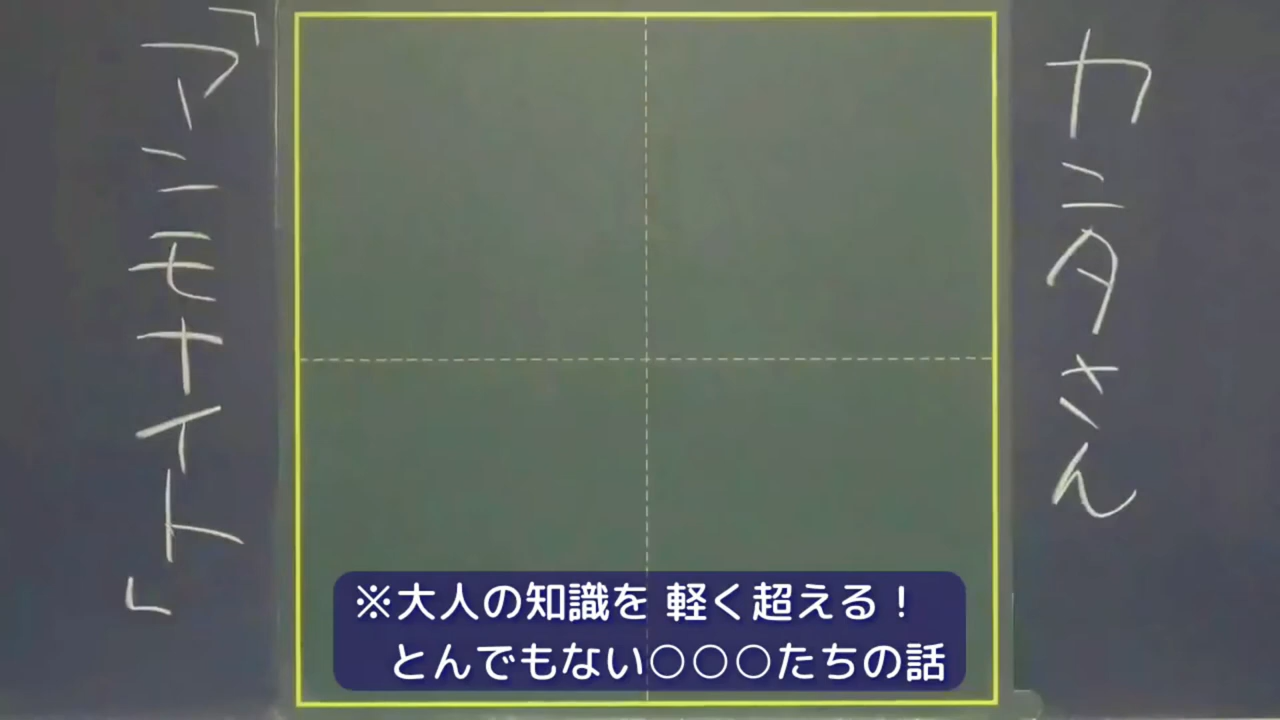 カンタさん
「アンモナイト」
※大人の知識を 軽く超える！
とんでもない○○○たちの話